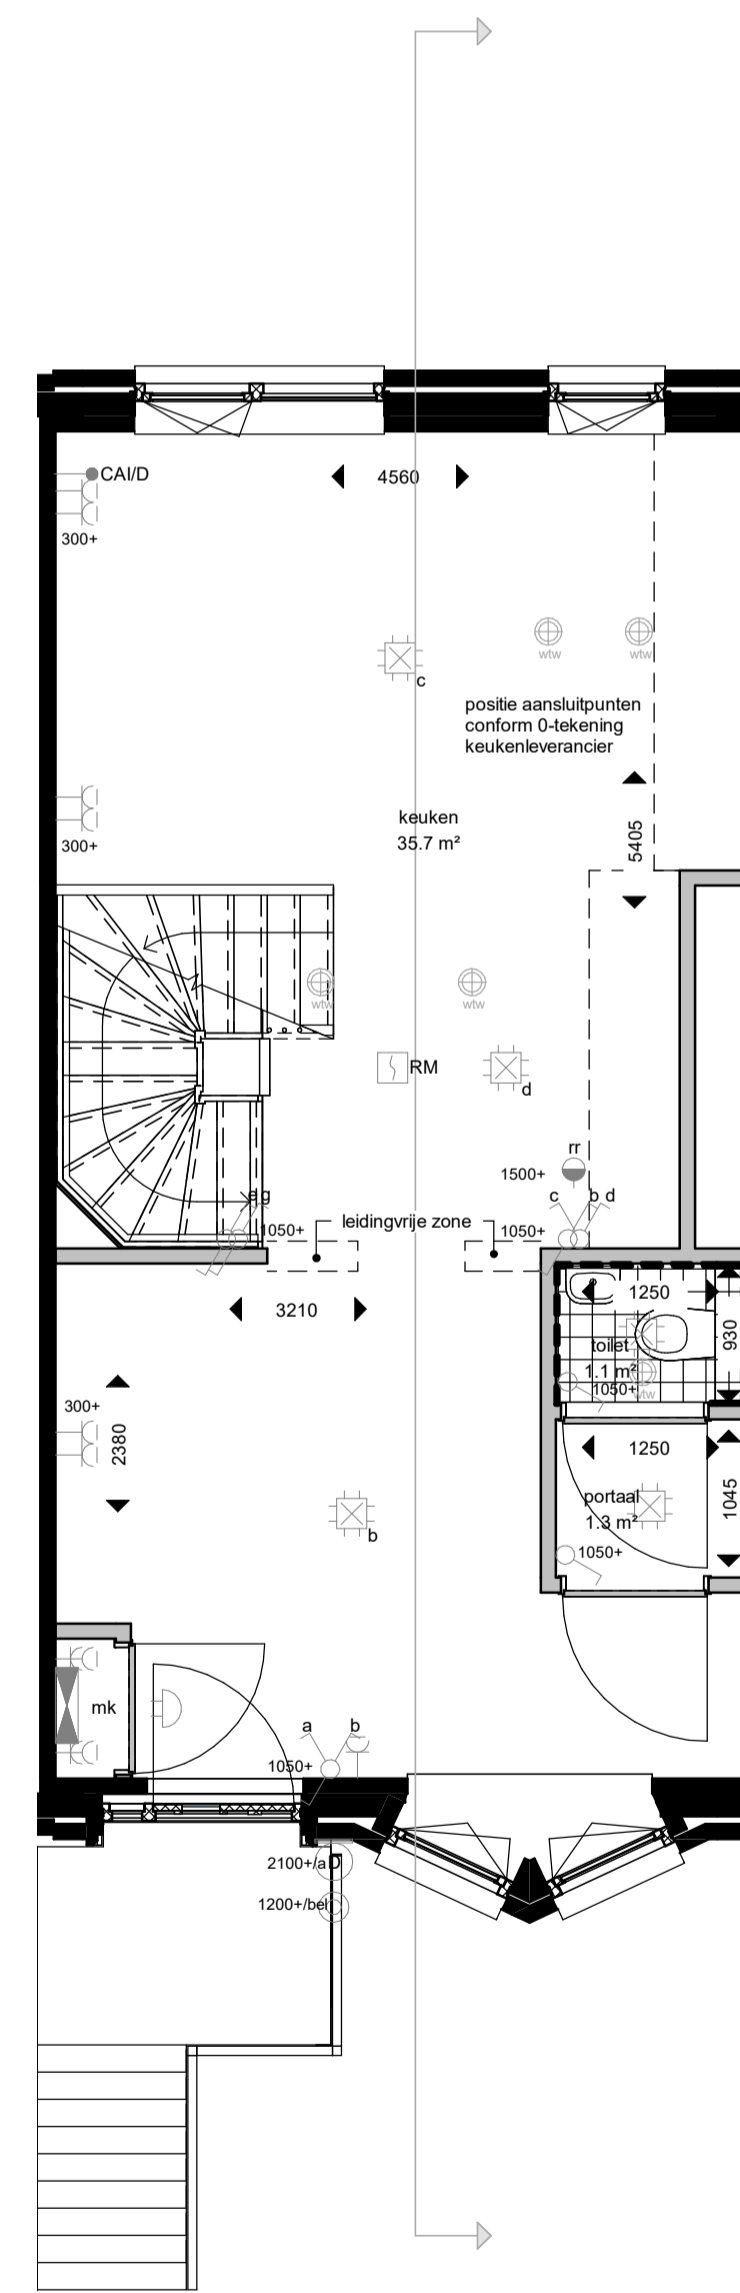 CAI/D
4560
300+
wtw
wtw
c
positie aansluitpunten
conform 0-tekening
keukenleverancier
5405
300+
keuken
35.7 m²
wtw
wtw
RM
d
rr
1500+
c
b d
e g
1050+
leidingvrije zone
1050+
3210
1250
930
toilet
1.1 m²
1050+
wtw
300+
2380
1250
1045
portaal
1.3 m²
1050+
b
mk
a
b
1050+
2100+/a D
1200+/bel